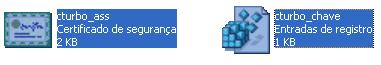 cturbo_ass
Certificado de segurança
2 KB
cturbo_chave
Entradas de registro
1 KB